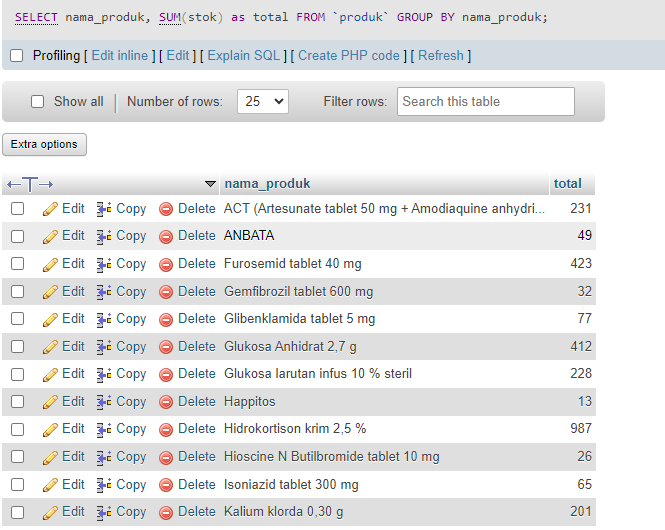 SELECT nama_produk, SUM(stok) as total FROM `produk` GROUP BY nama_produk;
Profiling [ Edit inline ] [ Edit ] [ Explain SQL ] [ Create PHP code ] [ Refresh ]
Show all Number of rows: 25 Filter rows: Search this table
Extra options
nama_produk total
Edit Copy Delete ACT (Artesunate tablet 50 mg + Amodiaquine anhydri... 231
Edit Copy Delete ANBATA 49
Edit Copy Delete Furosemid tablet 40 mg 423
Edit Copy Delete Gemfibrozil tablet 600 mg 32
Edit Copy Delete Glibenklamida tablet 5 mg 77
Edit Copy Delete Glukosa Anhidrat 2,7 g 412
Edit Copy Delete Glukosa larutan infus 10 % steril 228
Edit Copy Delete Happitos 13
Edit Copy Delete Hidrokortison krim 2,5 % 987
Edit Copy Delete Hioscine N Butilbromide tablet 10 mg 26
Edit Copy Delete Isoniazid tablet 300 mg 65
Edit Copy Delete Kalium klorda 0,30 g 201